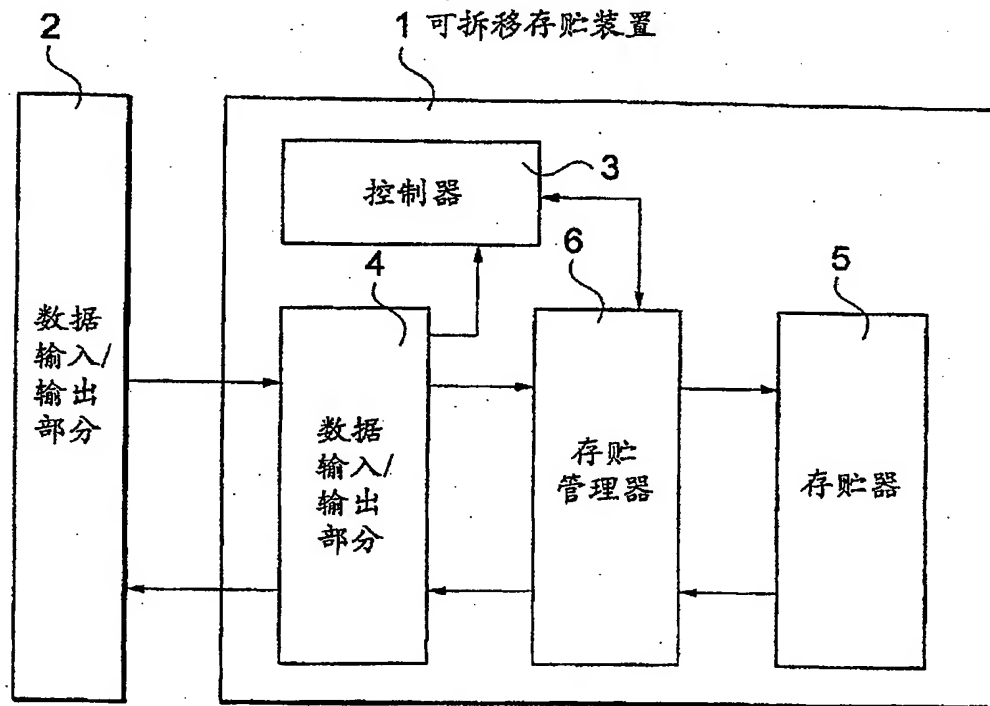 2
1 可拆移存贮装置
3
控制器
4
6
5
数据
输入/
输出
部分
数据
输入/
输出
部分
存贮
管理器
存贮器